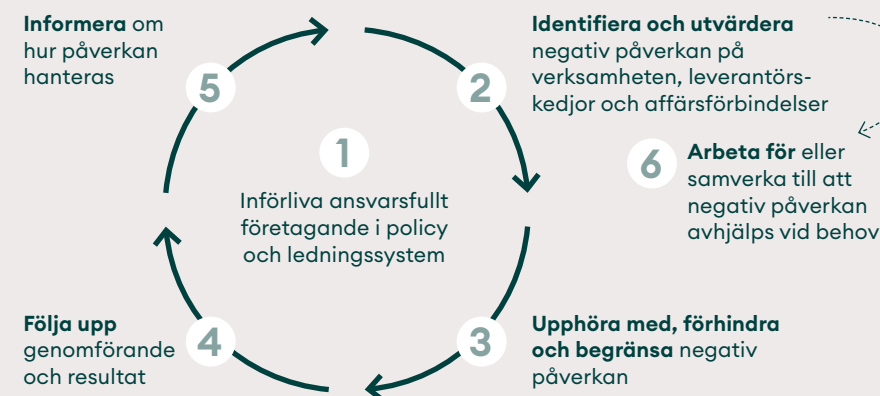 1
Införliva ansvarsfullt
företagande i policy
och ledningssystem
2
Identifiera och utvärdera
negativ påverkan på
verksamheten, leverantörs-
kedjor och affärsförbindelser
3
Upphöra med, förhindra
och begränsa negativ
påverkan
4
Följa upp
genomförande
och resultat
5
Informera om
hur påverkan
hanteras
6
Arbeta för eller
samverka till att
negativ påverkan
avhjälps vid behov